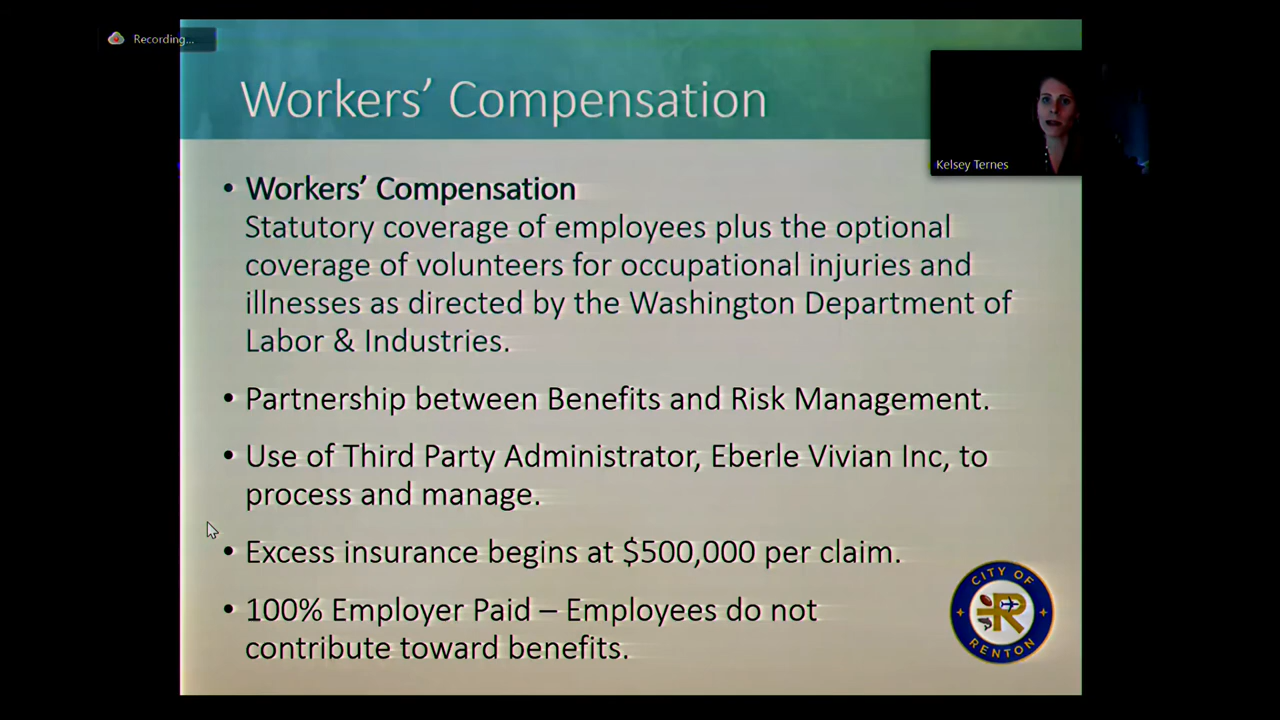 Recording...
Workers’ Compensation
Kelsey Ternes
• Workers’ Compensation
Statutory coverage of employees plus the optional
coverage of volunteers for occupational injuries and
illnesses as directed by the Washington Department of
Labor & Industries.
• Partnership between Benefits and Risk Management.
• Use of Third Party Administrator, Eberle Vivian Inc, to
process and manage.
• Excess insurance begins at $500,000 per claim.
• 100% Employer Paid – Employees do not
contribute toward benefits.
CITY OF
R
RENTON